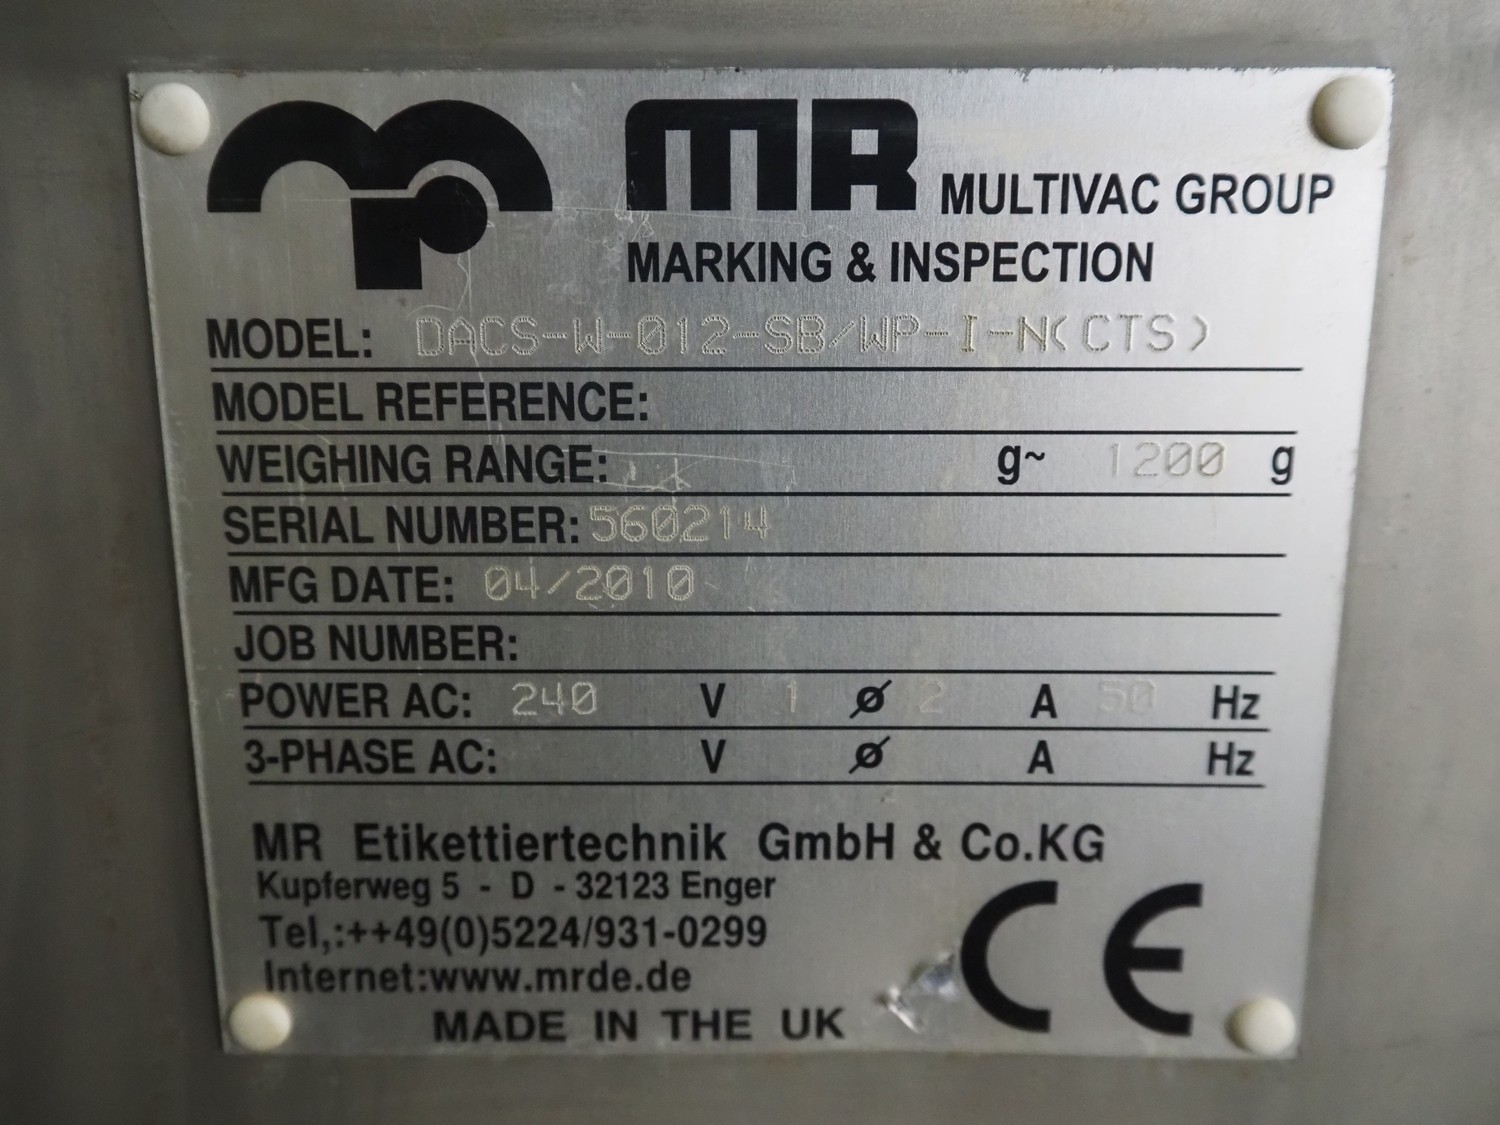 MR MULTIVAC GROUP
MARKING & INSPECTION
MODEL: DACS-W-012-SB/WP-I-N(CTS)
MODEL REFERENCE:
WEIGHING RANGE: g~ 1200 g
SERIAL NUMBER: 560214
MFG DATE: 04/2010
JOB NUMBER:
POWER AC: 240 V 1 ø 2 A 50 Hz
3-PHASE AC: V ø A Hz
MR Etikettiertechnik GmbH & Co.KG
Kupferweg 5 - D - 32123 Enger
Tel,:++49(0)5224/931-0299
Internet:www.mrde.de
MADE IN THE UK
CE